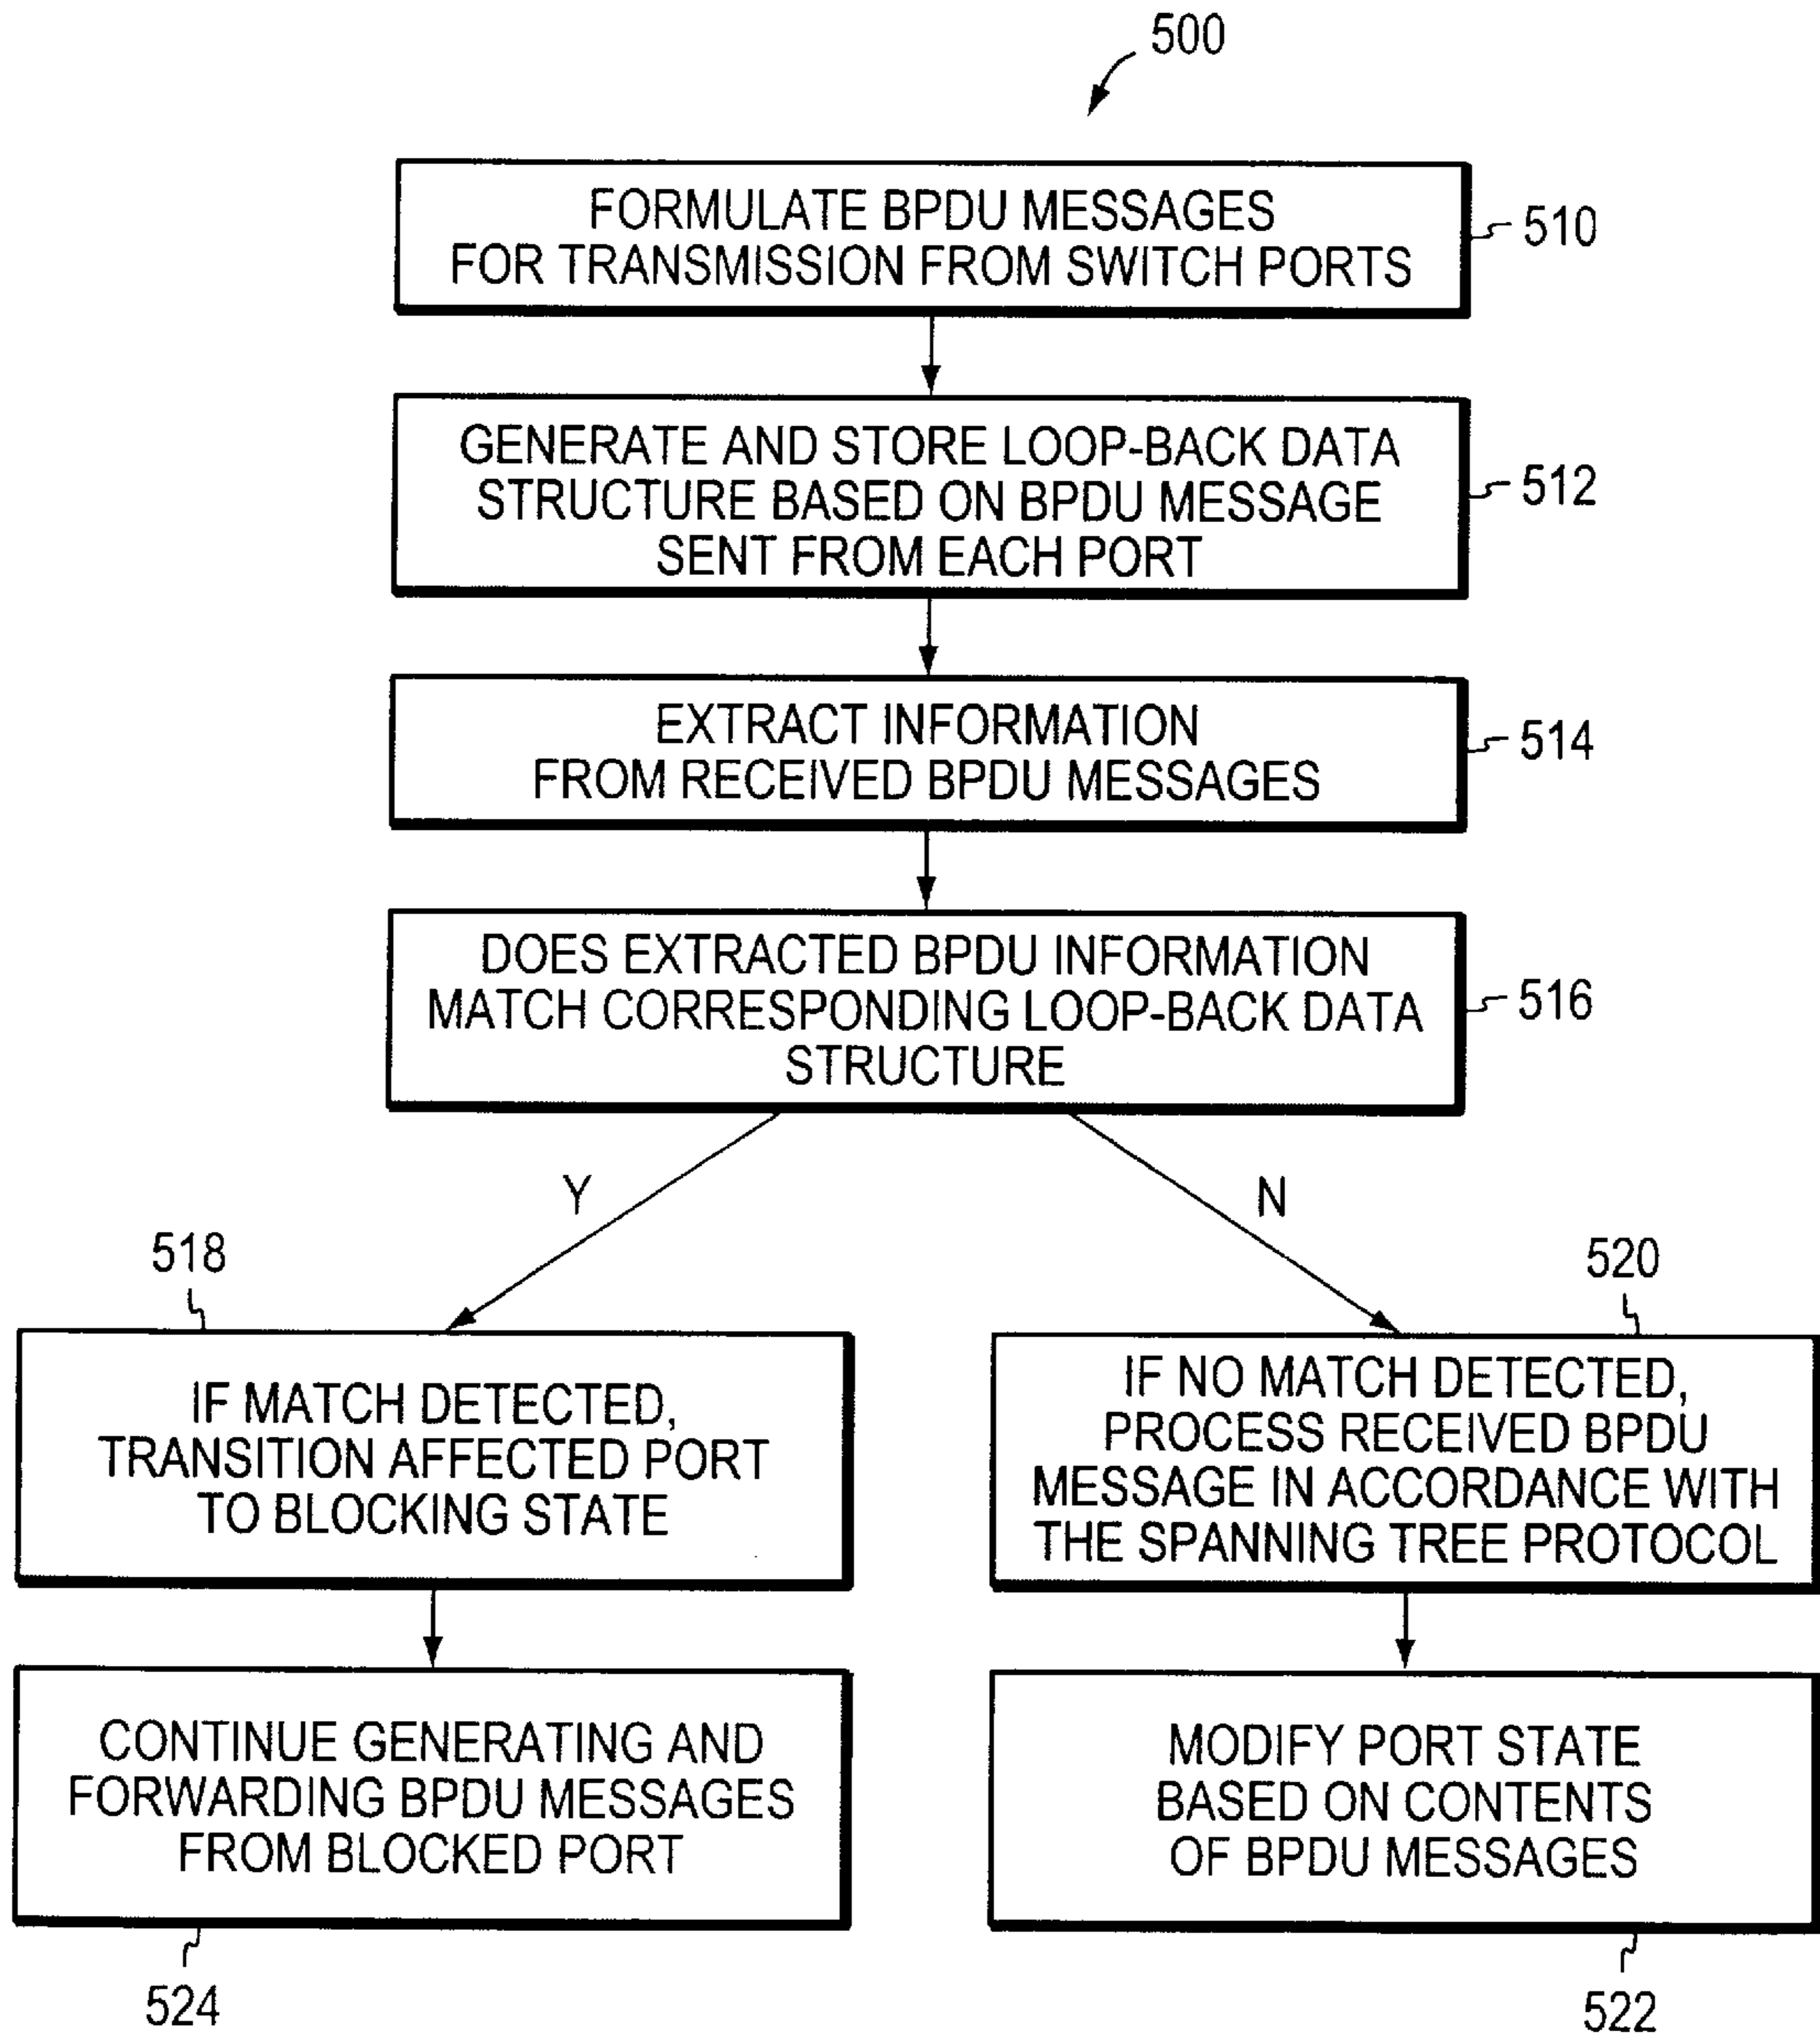 500
FORMULATE BPDU MESSAGES
FOR TRANSMISSION FROM SWITCH PORTS
510
GENERATE AND STORE LOOP-BACK DATA
STRUCTURE BASED ON BPDU MESSAGE
SENT FROM EACH PORT
512
EXTRACT INFORMATION
FROM RECEIVED BPDU MESSAGES
514
DOES EXTRACTED BPDU INFORMATION
MATCH CORRESPONDING LOOP-BACK DATA
STRUCTURE
516
Y
N
518
IF MATCH DETECTED,
TRANSITION AFFECTED PORT
TO BLOCKING STATE
520
IF NO MATCH DETECTED,
PROCESS RECEIVED BPDU
MESSAGE IN ACCORDANCE WITH
THE SPANNING TREE PROTOCOL
CONTINUE GENERATING AND
FORWARDING BPDU MESSAGES
FROM BLOCKED PORT
524
MODIFY PORT STATE
BASED ON CONTENTS
OF BPDU MESSAGES
522